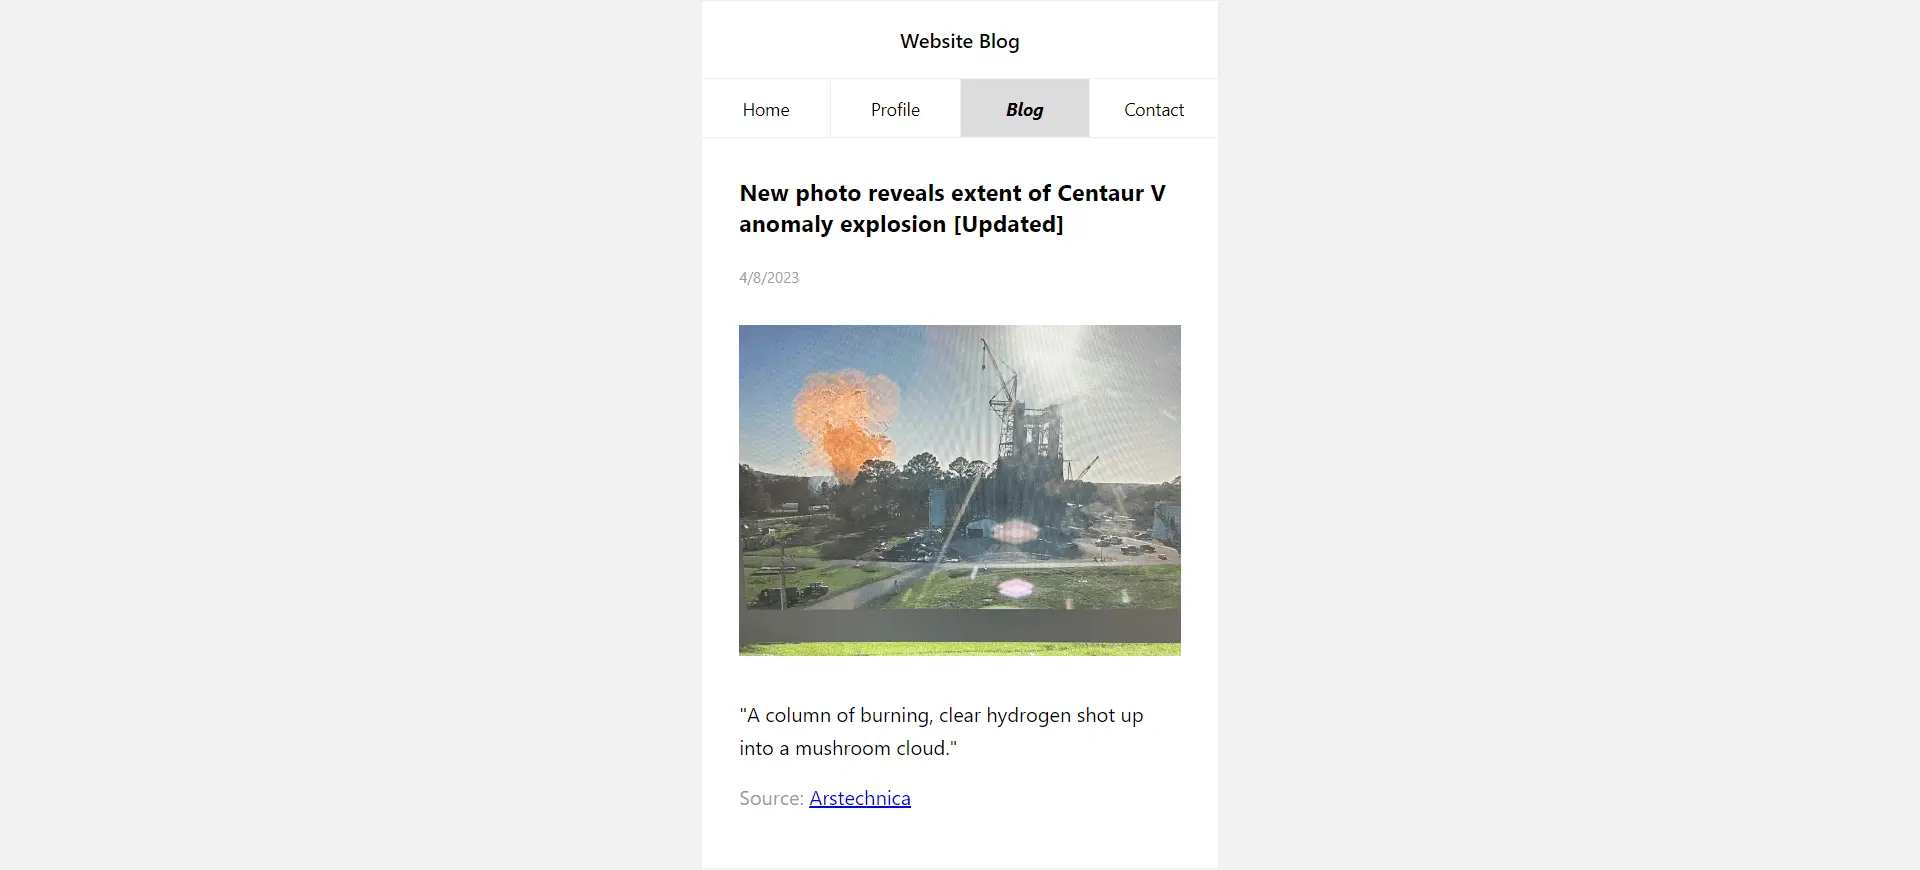 Website Blog
Home Profile Blog Contact
New photo reveals extent of Centaur V
anomaly explosion [Updated]
4/8/2023
"A column of burning, clear hydrogen shot up
into a mushroom cloud."
Source: Arstechnica